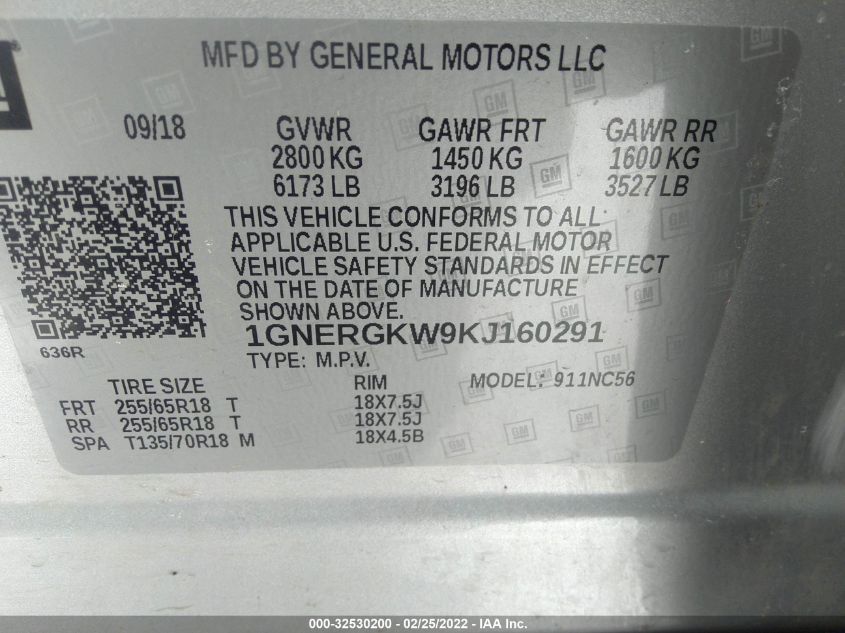 MFD BY GENERAL MOTORS LLC
09/18 GVWR GAWR FRT GAWR RR
2800 KG 1450 KG 1600 KG
6173 LB 3196 LB 3527 LB
THIS VEHICLE CONFORMS TO ALL
APPLICABLE U.S. FEDERAL MOTOR
VEHICLE SAFETY STANDARDS IN EFFECT
ON THE DATE OF MANUFACTURE
SHOWN ABOVE.
1GNERGKW9KJ160291
636R
TYPE: M.P.V.
TIRE SIZE RIM MODEL: 911NC56
FRT 255/65R18 T 18X7.5J
RR 255/65R18 T 18X7.5J
SPA T135/70R18 M 18X4.5B
000-32530200 - 02/25/2022 - IAA Inc.